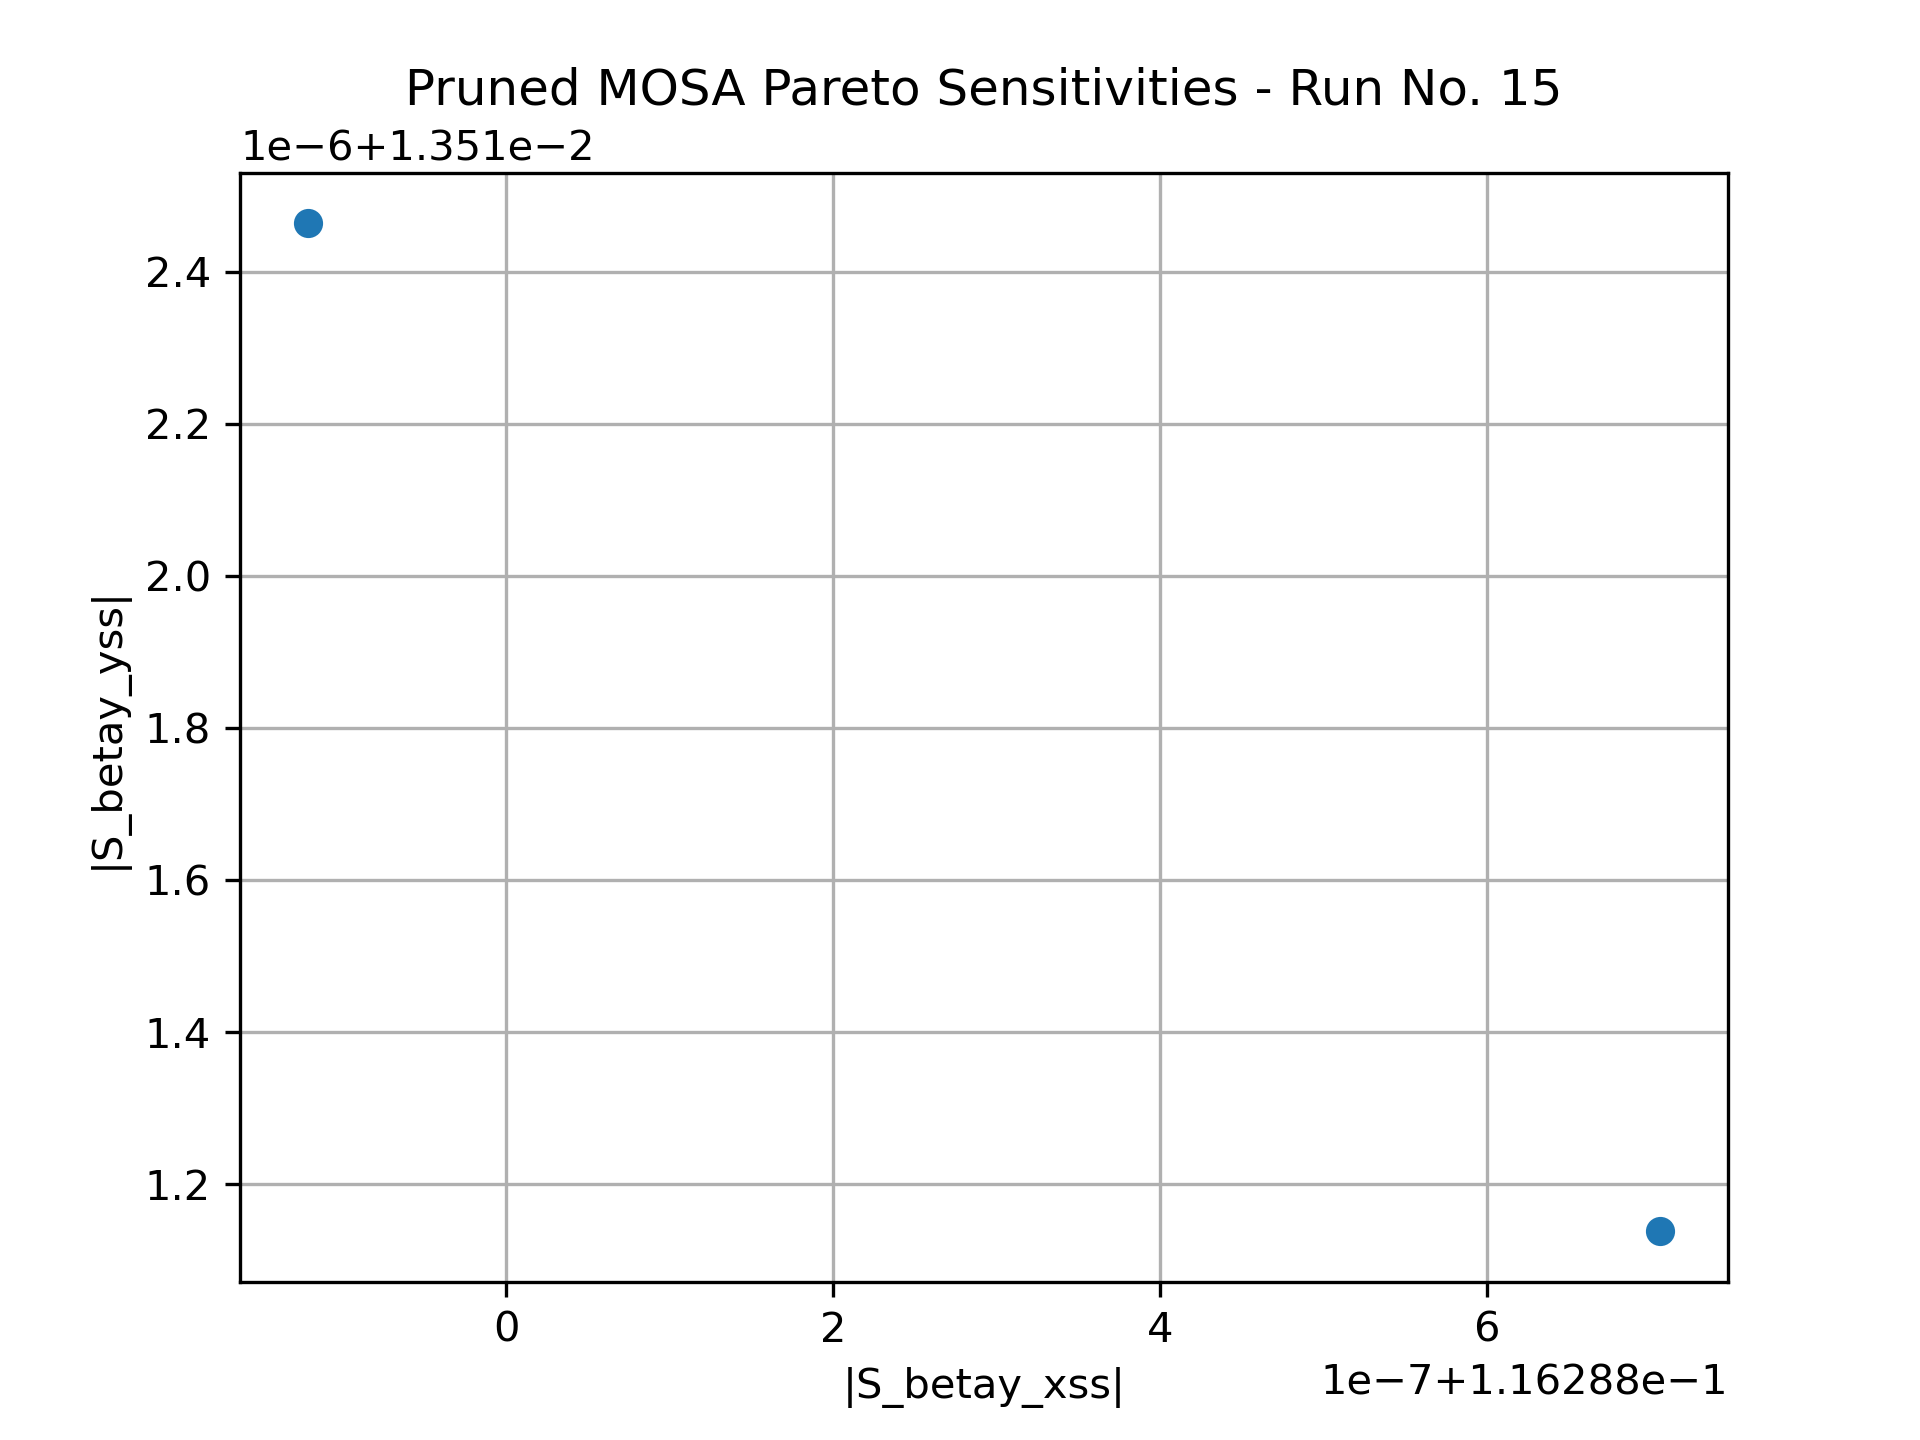 Pruned MOSA Pareto Sensitivities - Run No. 15
1e−6+1.351e−2
2.4
2.2
2.0
1.8
1.6
1.4
1.2
|S_betay_yss|
0 2 4 6
|S_betay_xss|
1e−7+1.16288e−1